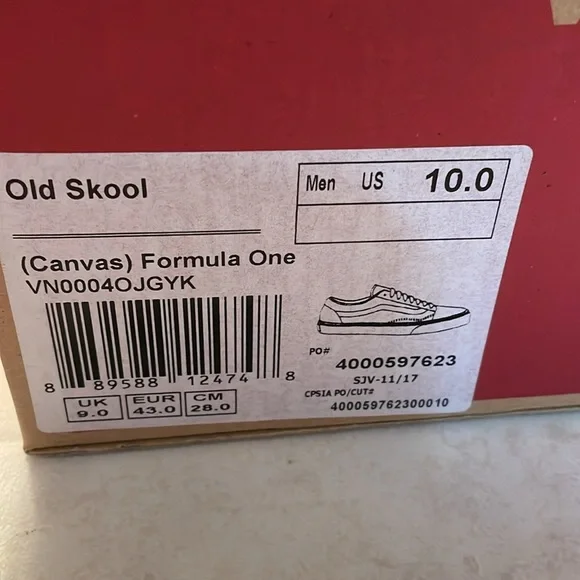 Old Skool
Men US 10.0
(Canvas) Formula One
VN0004OJGYK
8 89588 12474 8
UK 9.0
EUR 43.0
CM 28.0
PO# 4000597623
SJV-11/17
CPSIA PO/CUT#
400059762300010